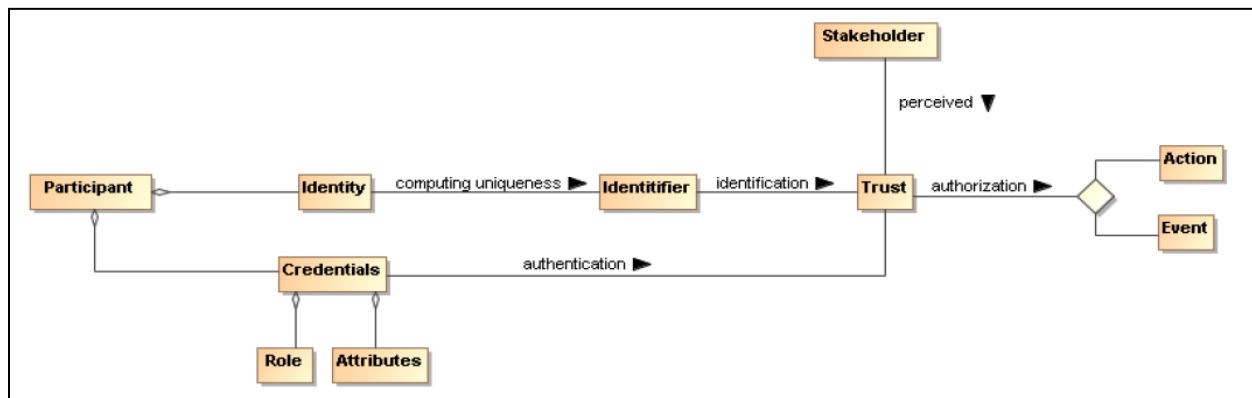 Stakeholder
perceived
Participant
Identity
computing uniqueness
Identitifier
identification
Trust
authorization
Action
Event
Credentials
authentication
Role
Attributes